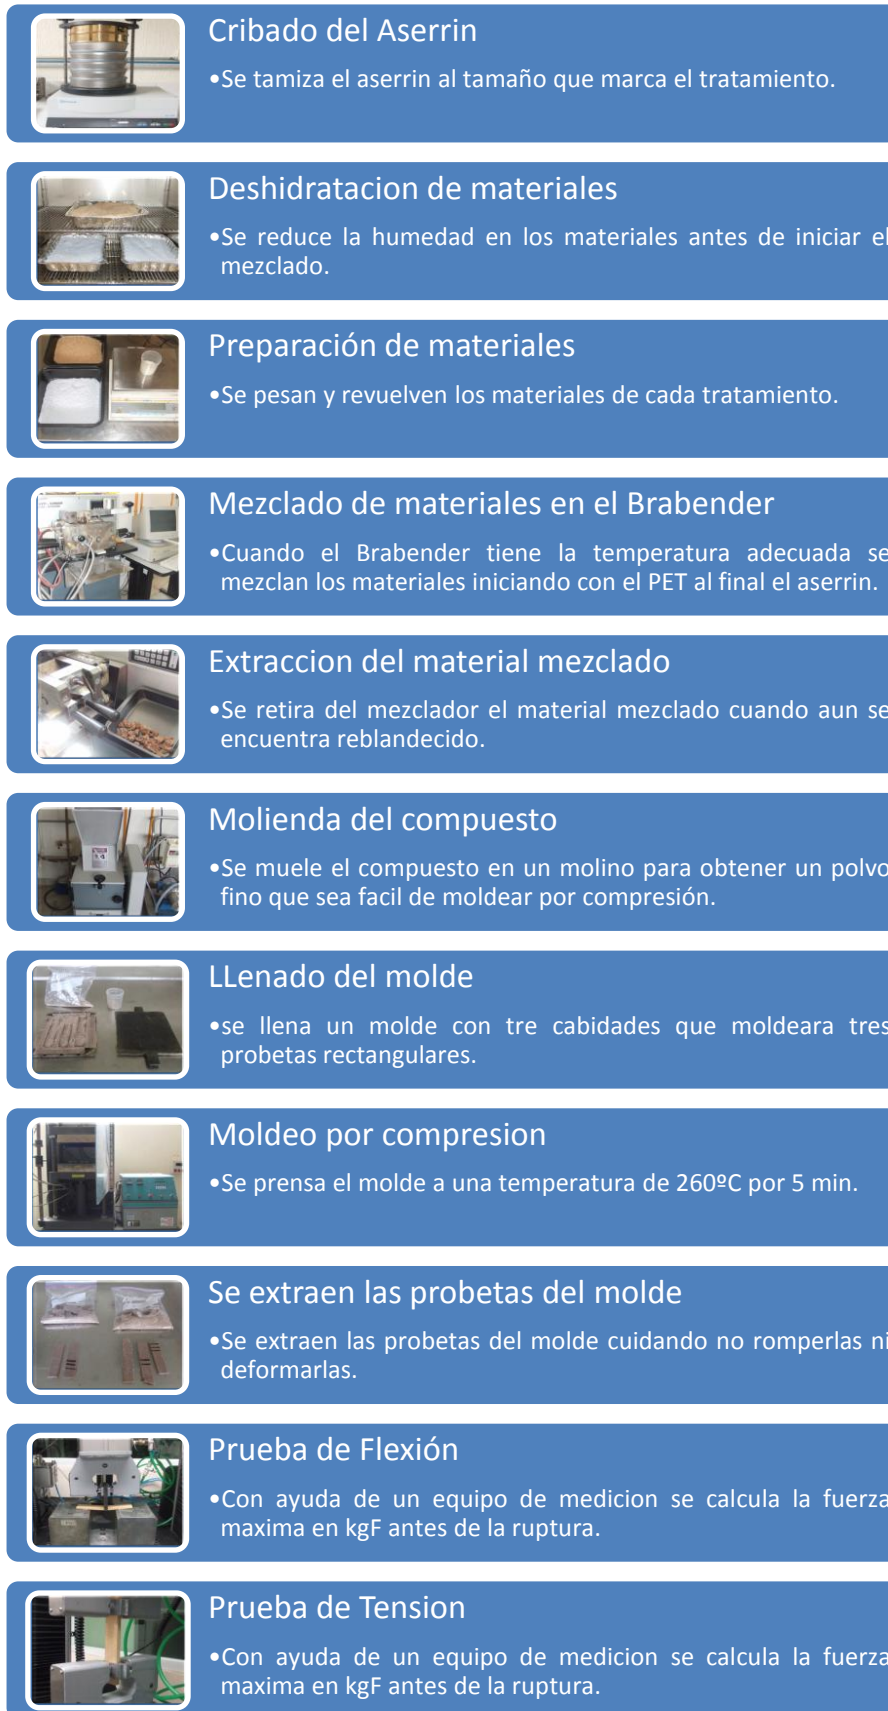 Cribado del Aserrin
•Se tamiza el aserrin al tamaño que marca el tratamiento.
Deshidratacion de materiales
•Se reduce la humedad en los materiales antes de iniciar el
mezclado.
Preparación de materiales
•Se pesan y revuelven los materiales de cada tratamiento.
Mezclado de materiales en el Brabender
•Cuando el Brabender tiene la temperatura adecuada se
mezclan los materiales iniciando con el PET al final el aserrin.
Extraccion del material mezclado
•Se retira del mezclador el material mezclado cuando aun se
encuentra reblandecido.
Molienda del compuesto
•Se muele el compuesto en un molino para obtener un polvo
fino que sea facil de moldear por compresión.
LLenado del molde
•se llena un molde con tre cabidades que moldeara tres
probetas rectangulares.
Moldeo por compresion
•Se prensa el molde a una temperatura de 260ºC por 5 min.
Se extraen las probetas del molde
•Se extraen las probetas del molde cuidando no romperlas ni
deformarlas.
Prueba de Flexión
•Con ayuda de un equipo de medicion se calcula la fuerza
maxima en kgF antes de la ruptura.
Prueba de Tension
•Con ayuda de un equipo de medicion se calcula la fuerza
maxima en kgF antes de la ruptura.